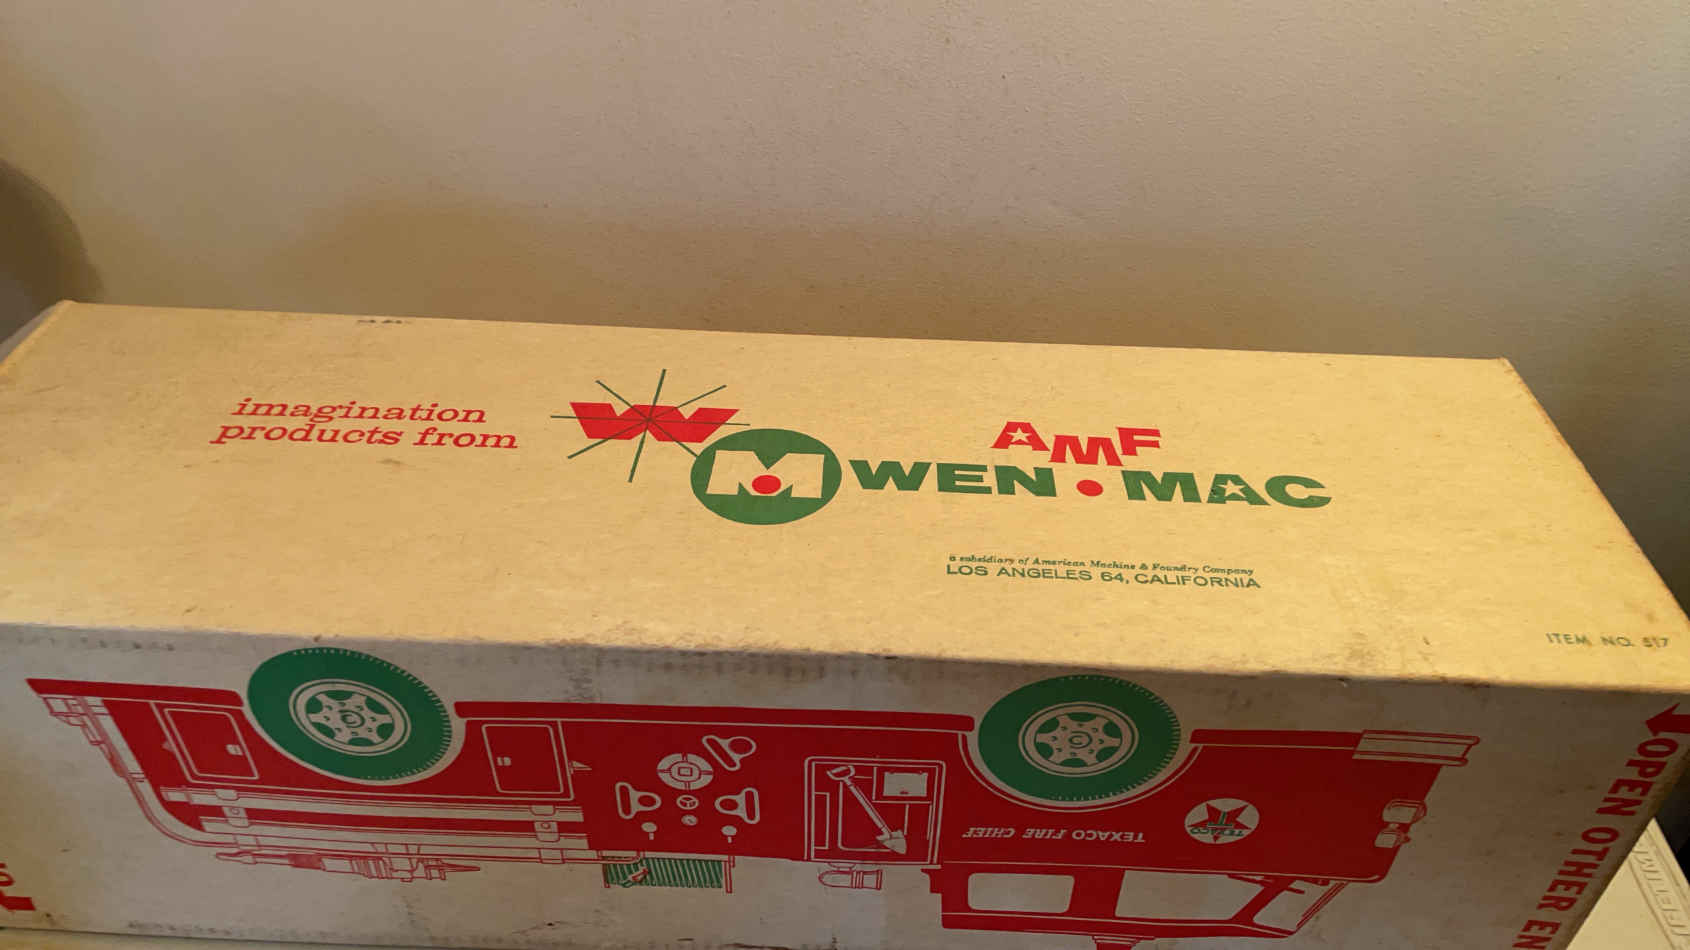 imagination
products from
W
M
AMF
WEN • MAC
a subsidiary of American Machine & Foundry Company
LOS ANGELES 64, CALIFORNIA
ITEM NO. 517
TEXACO FIRE CHIEF
TEXACO
T
C
C
OPEN OTHER EN